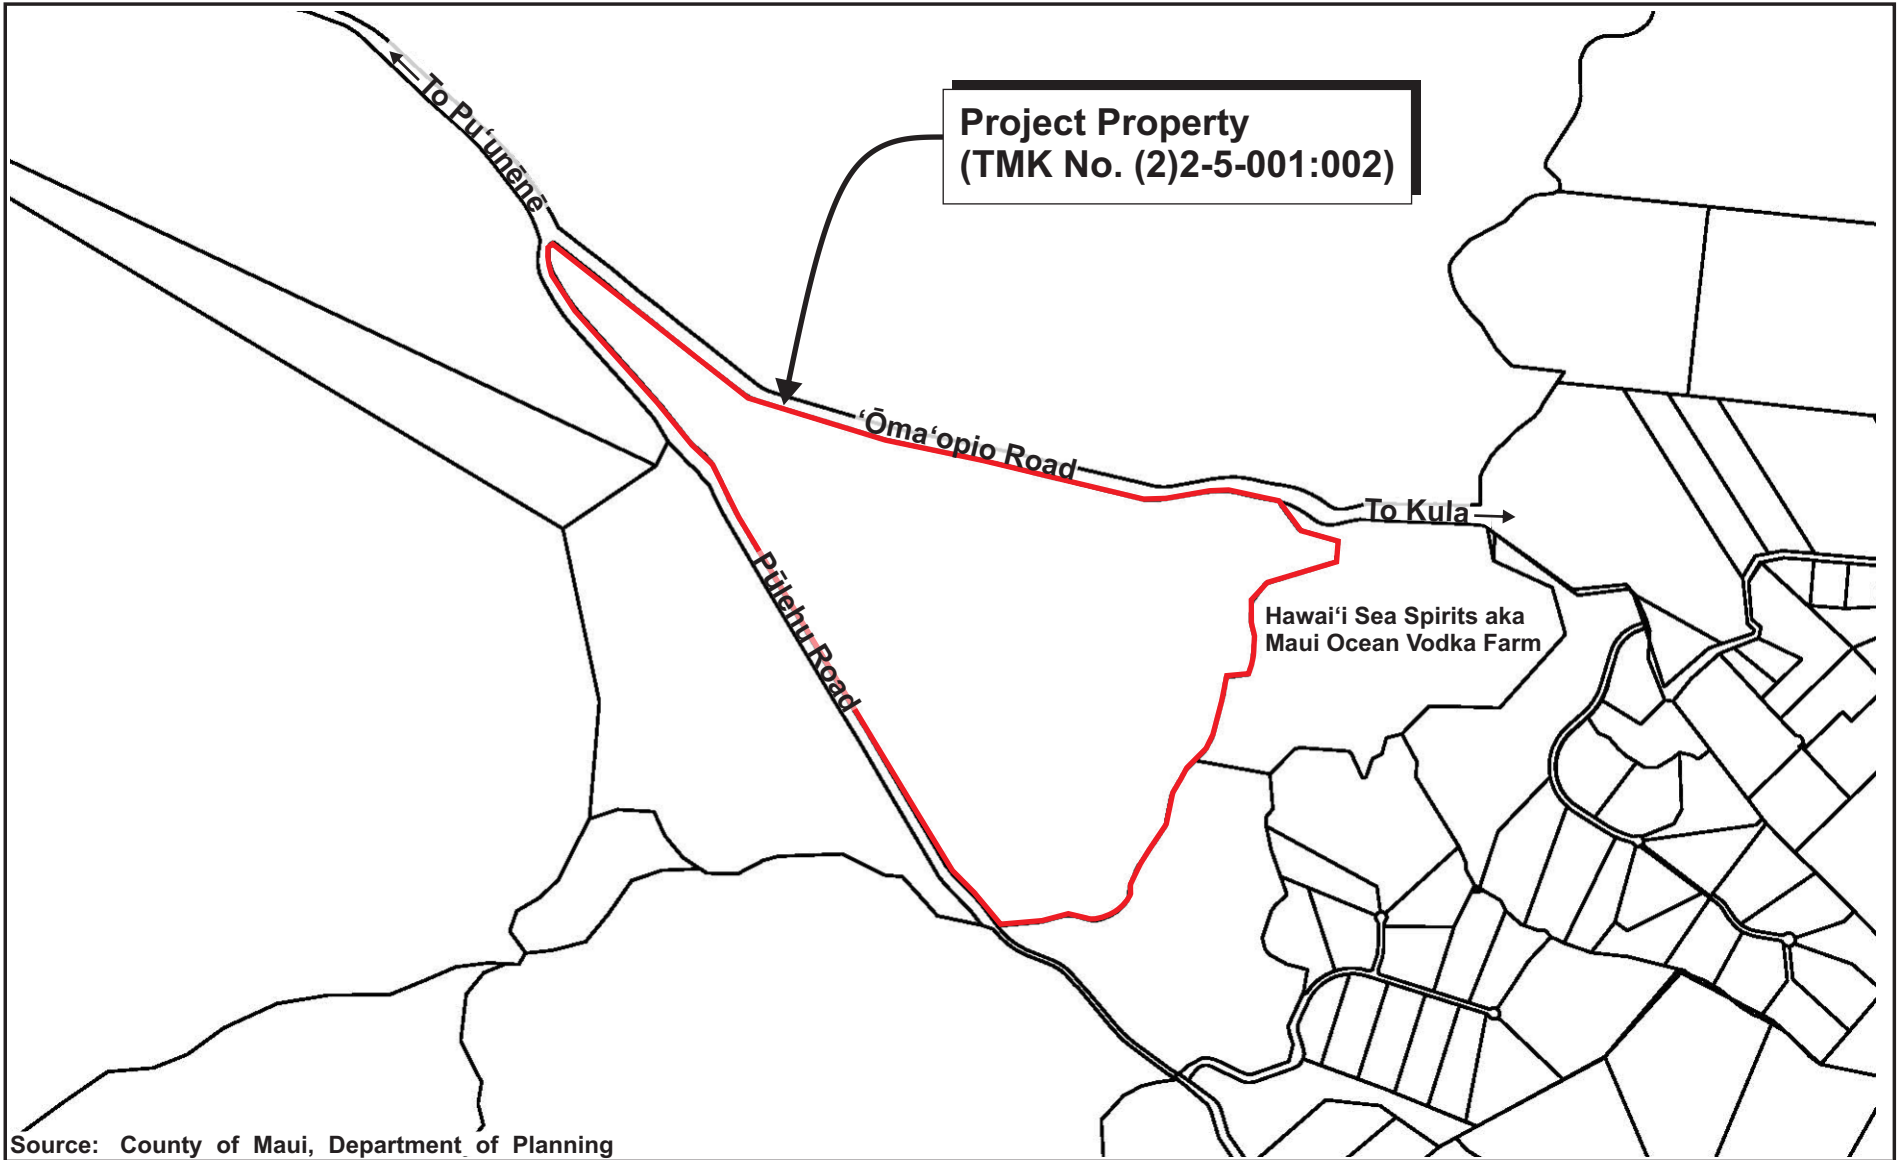 To Pu‘unēnē
Project Property
(TMK No. (2)2-5-001:002)
‘Ōma‘opio Road
To Kula
Pūlehu Road
Hawai‘i Sea Spirits aka
Maui Ocean Vodka Farm
Source: County of Maui, Department of Planning